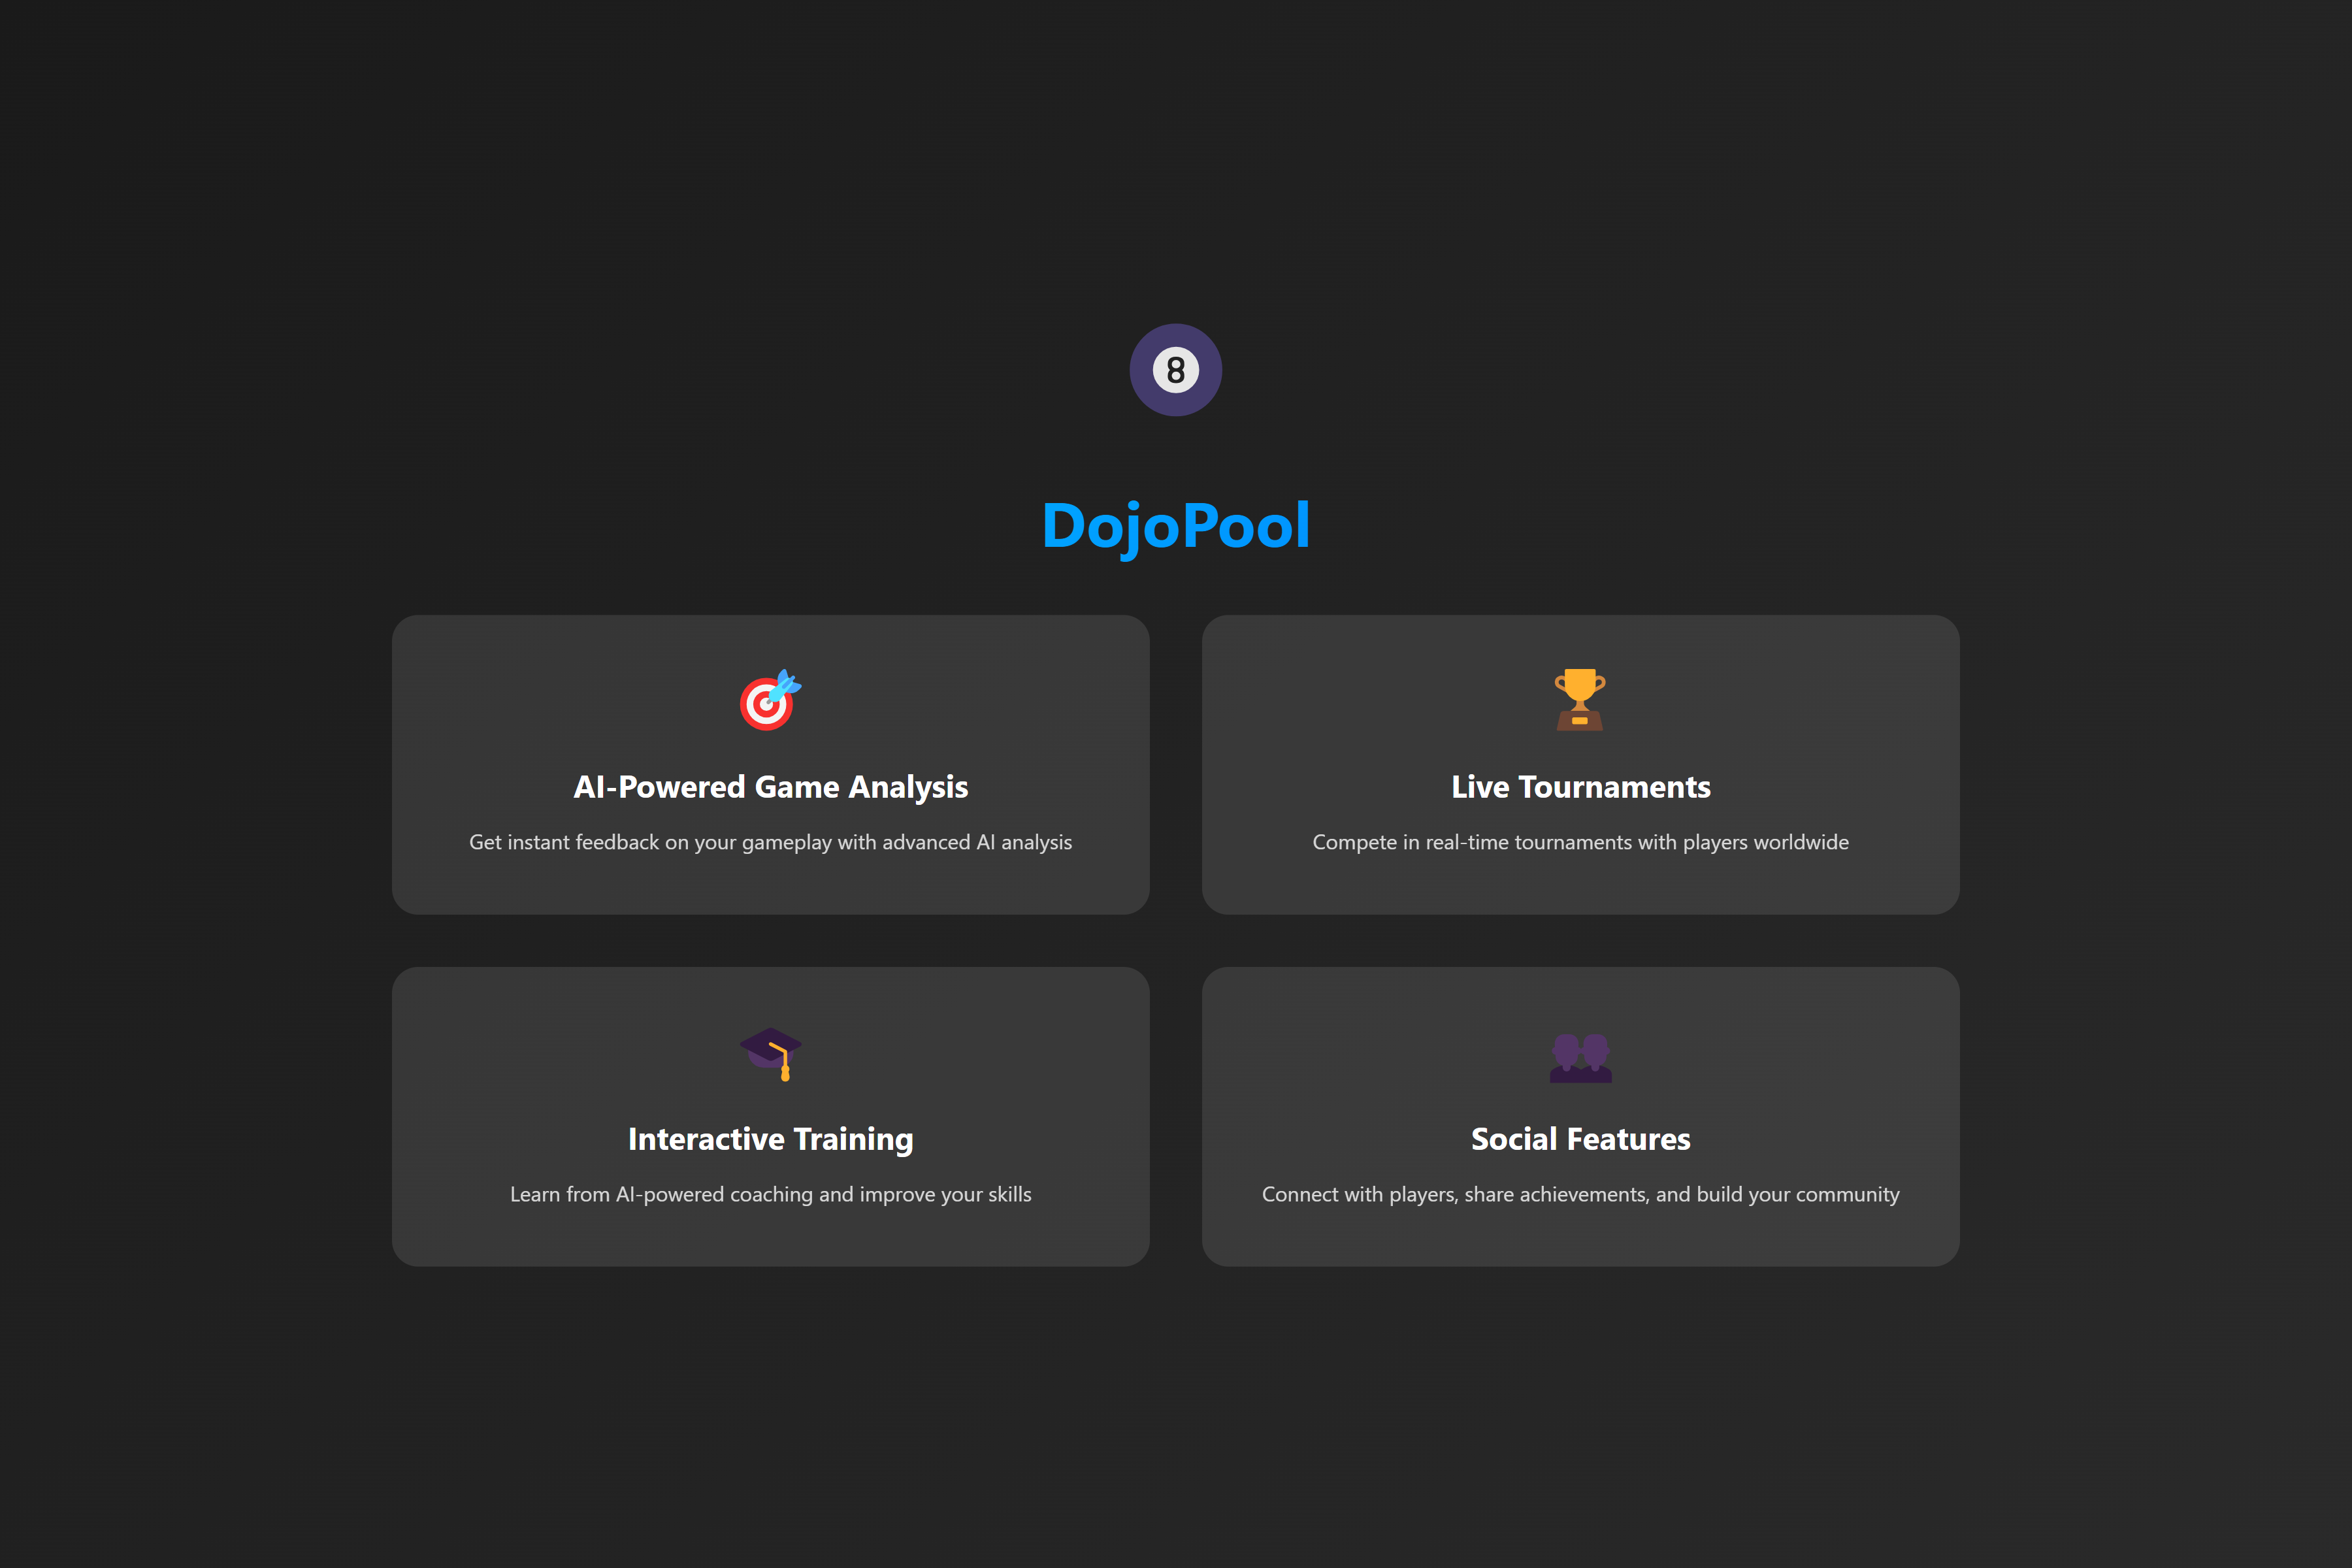 8
DojoPool
AI-Powered Game Analysis
Get instant feedback on your gameplay with advanced AI analysis
Live Tournaments
Compete in real-time tournaments with players worldwide
Interactive Training
Learn from AI-powered coaching and improve your skills
Social Features
Connect with players, share achievements, and build your community